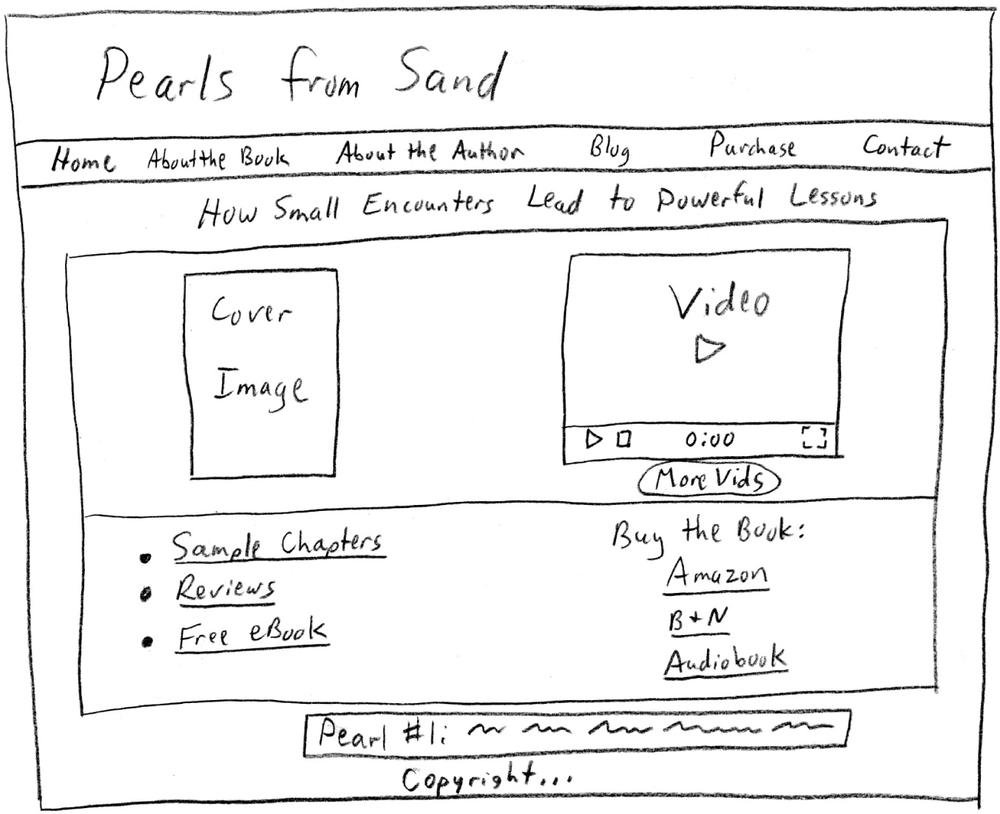 Pearls from Sand
Home About the Book About the Author Blog Purchase Contact
How Small Encounters Lead to Powerful Lessons
Cover
Image
Video
0:00
More Vids
Sample Chapters
Reviews
Free eBook
Buy the Book:
Amazon
B+N
Audiobook
Pearl #1:
Copyright...